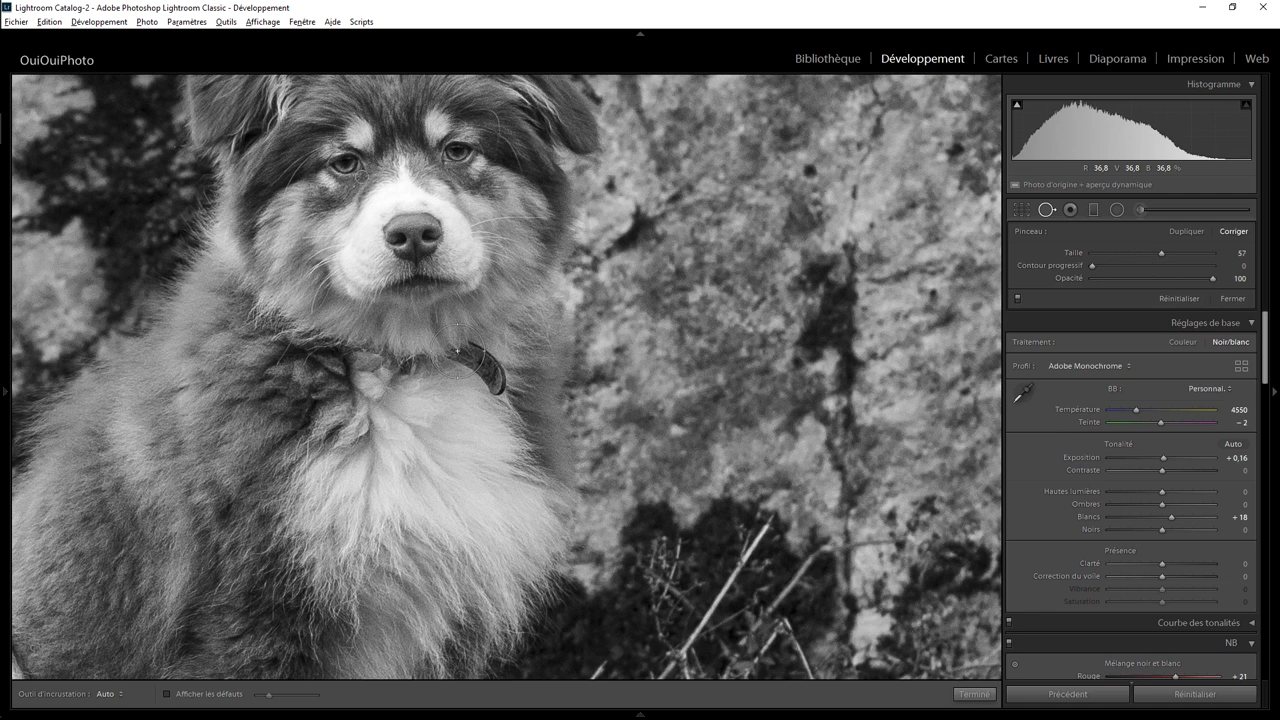 Lightroom Catalog-2 - Adobe Photoshop Lightroom Classic - Développement
Fichier Edition Développement Photo Paramètres Outils Affichage Fenêtre Aide Scripts
OuiOuiPhoto
Bibliothèque | Développement | Cartes | Livres | Diaporama | Impression | Web
Histogramme
R 36,8 V 36,8 B 36,8 %
Photo d'origine + aperçu dynamique
Pinceau : Dupliquer Corriger
Taille 57
Contour progressif 0
Opacité 100
Réinitialiser Fermer
Réglages de base
Traitement : Couleur Noir/blanc
Profil : Adobe Monochrome
BB : Personnal.
Température 4550
Teinte – 2
Tonalité Auto
Exposition + 0,16
Contraste 0
Hautes lumières 0
Ombres 0
Blancs + 18
Noirs 0
Présence
Clarté 0
Correction du voile 0
Vibrance 0
Saturation 0
Courbe des tonalités
NB
Mélange noir et blanc
Rouge + 21
Outil d'incrustation : Auto Afficher les défauts Terminé
Précédent Réinitialiser